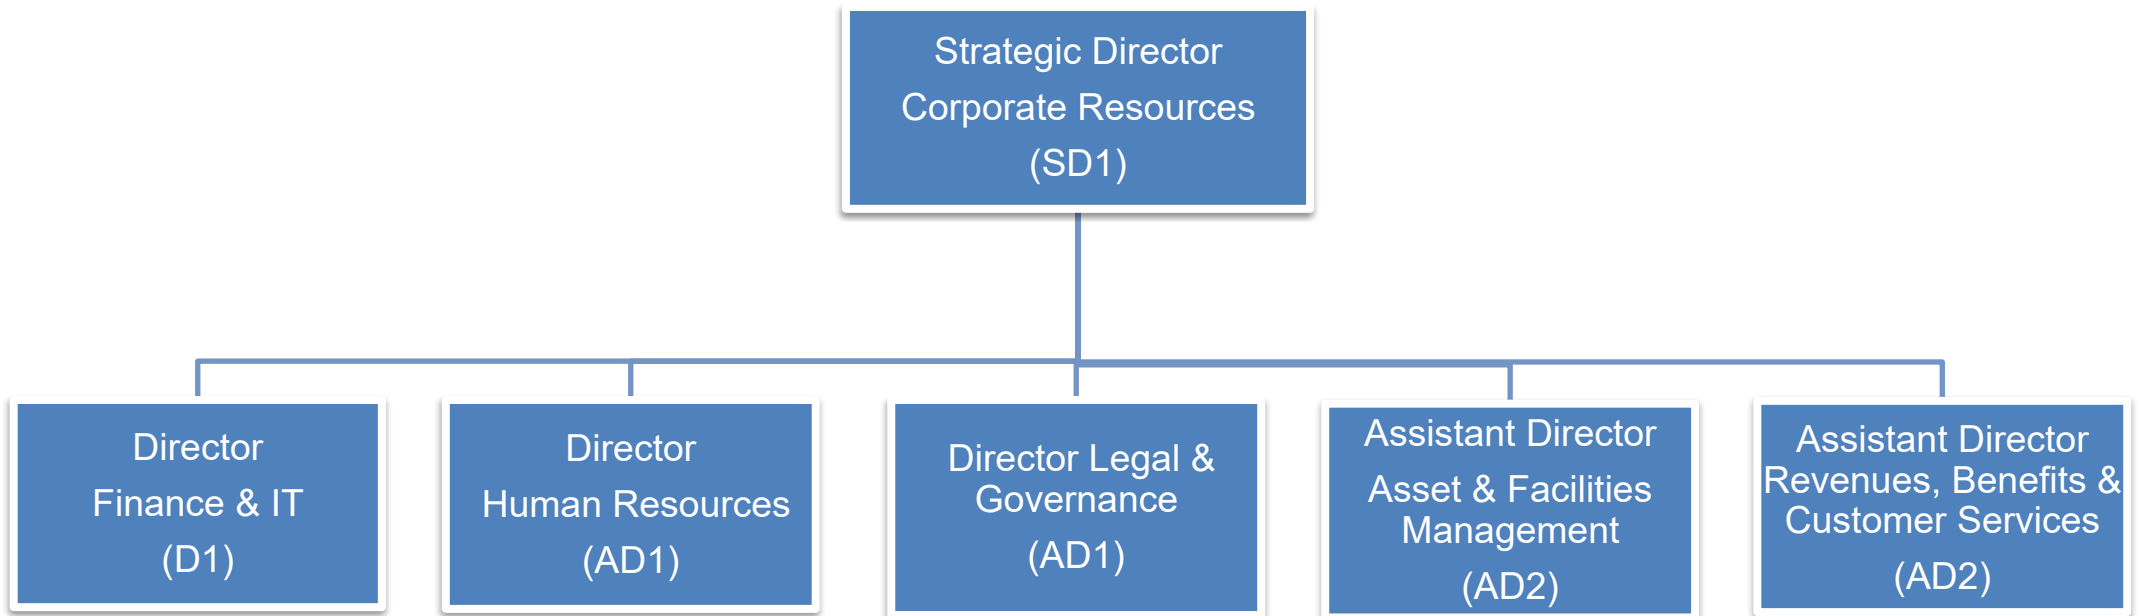 Strategic Director
Corporate Resources
(SD1)
Director
Finance & IT
(D1)
Director
Human Resources
(AD1)
Director Legal &
Governance
(AD1)
Assistant Director
Asset & Facilities
Management
(AD2)
Assistant Director
Revenues, Benefits &
Customer Services
(AD2)